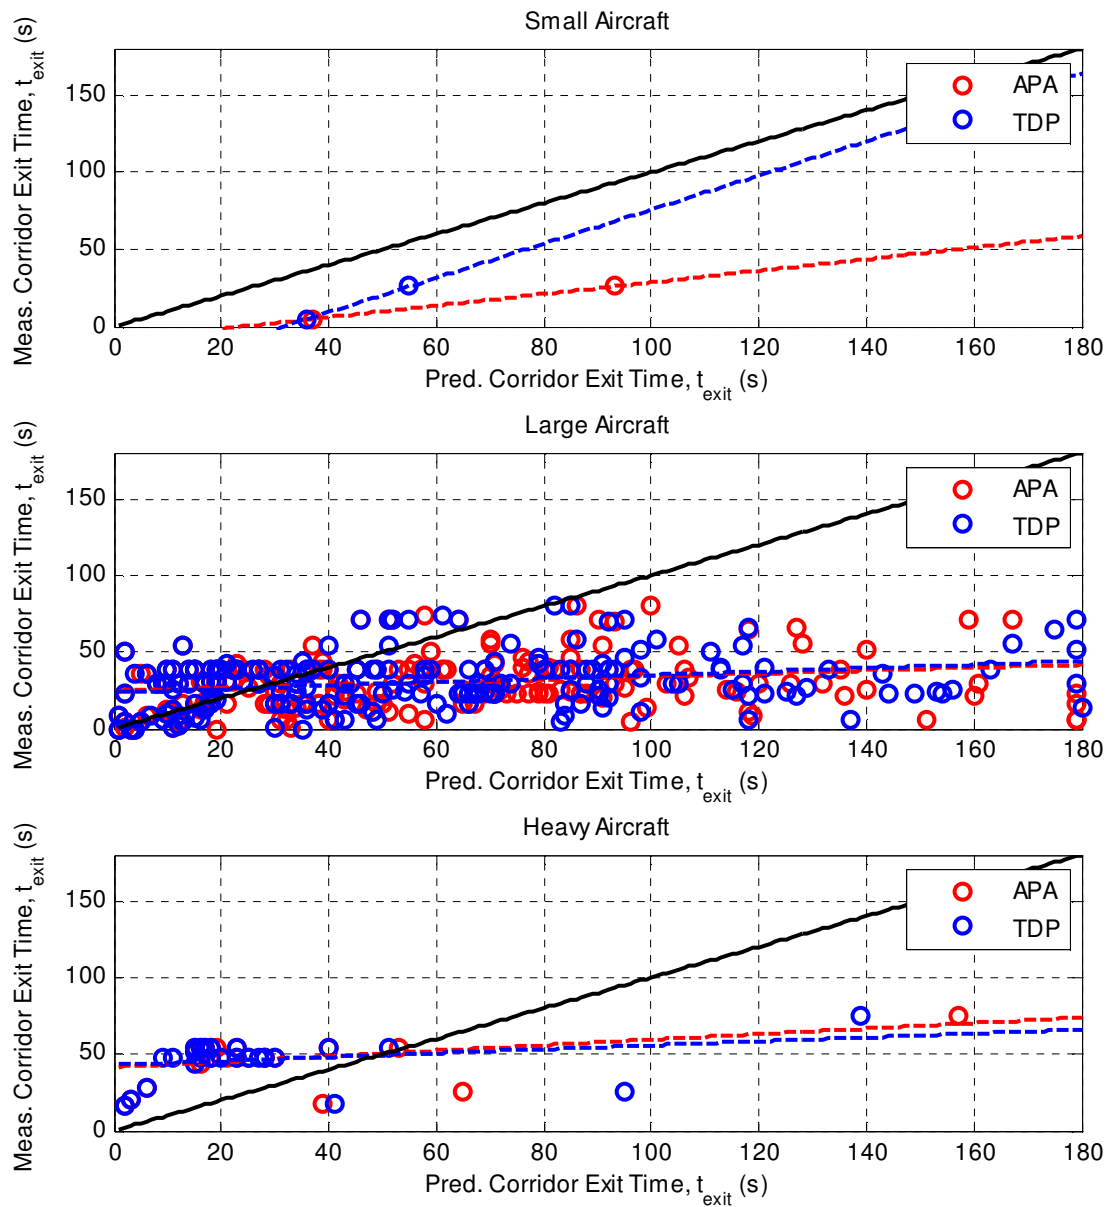 Small Aircraft
Meas. Corridor Exit Time, t_exit (s)
150
100
50
0
APA
TDP
0 20 40 60 80 100 120 140 160 180
Pred. Corridor Exit Time, t_exit (s)
Large Aircraft
Meas. Corridor Exit Time, t_exit (s)
150
100
50
0
APA
TDP
0 20 40 60 80 100 120 140 160 180
Pred. Corridor Exit Time, t_exit (s)
Heavy Aircraft
Meas. Corridor Exit Time, t_exit (s)
150
100
50
0
APA
TDP
0 20 40 60 80 100 120 140 160 180
Pred. Corridor Exit Time, t_exit (s)